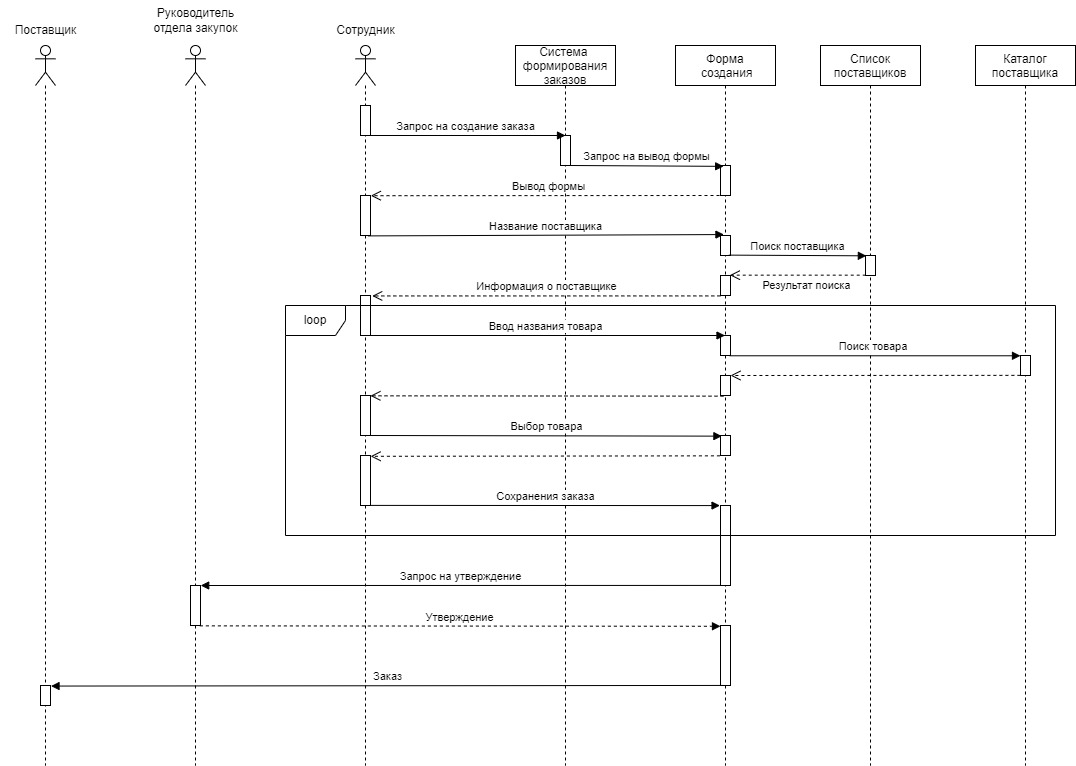 Поставщик
Руководитель
отдела закупок
Сотрудник
Система
формирования
заказов
Форма
создания
Список
поставщиков
Каталог
поставщика
Запрос на создание заказа
Запрос на вывод формы
Вывод формы
Название поставщика
Поиск поставщика
Результат поиска
Информация о поставщике
loop
Ввод названия товара
Поиск товара
Выбор товара
Сохранения заказа
Запрос на утверждение
Утверждение
Заказ